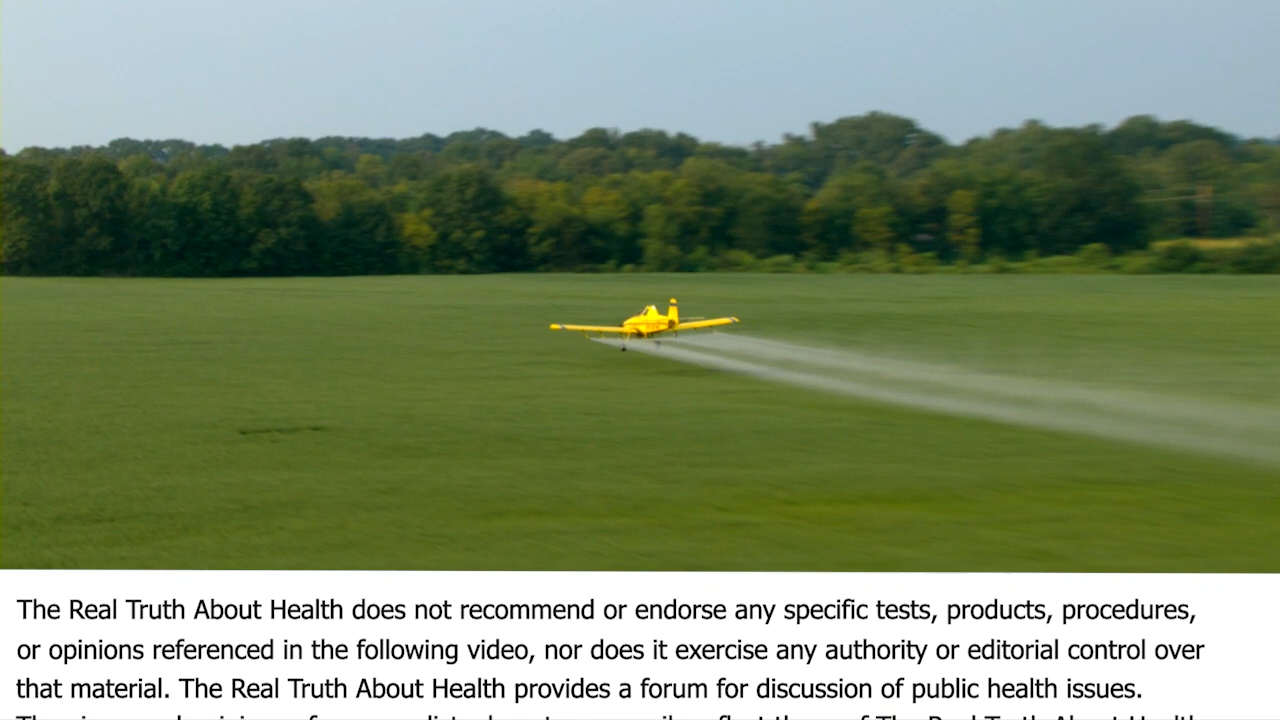 The Real Truth About Health does not recommend or endorse any specific tests, products, procedures,
or opinions referenced in the following video, nor does it exercise any authority or editorial control over
that material. The Real Truth About Health provides a forum for discussion of public health issues.